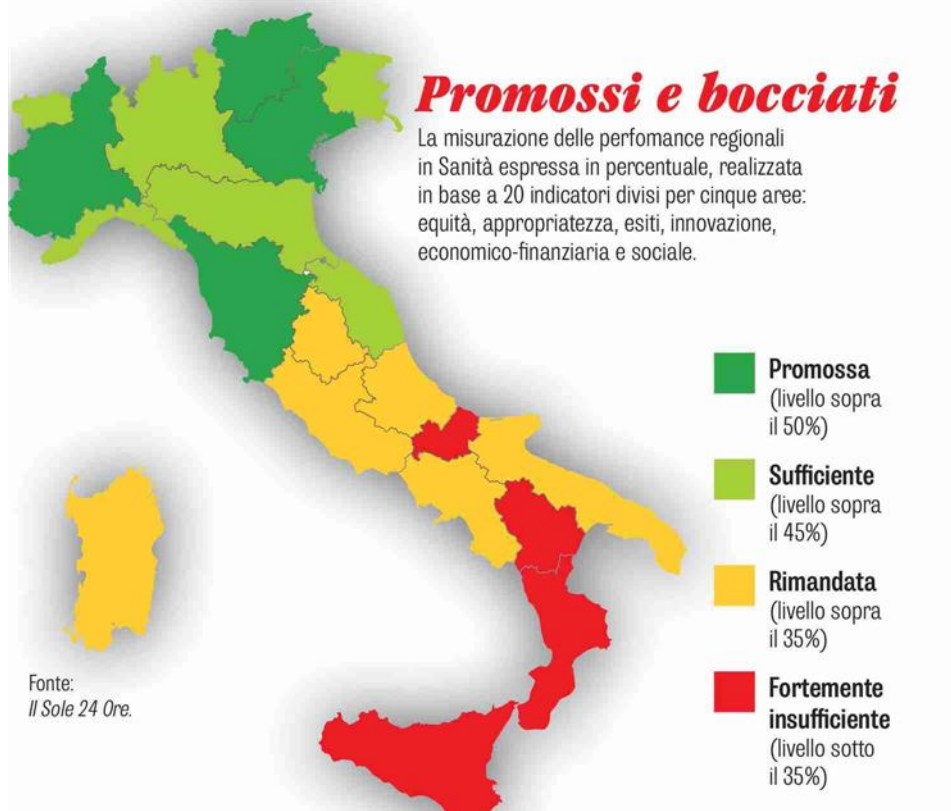 Promossi e bocciati
La misurazione delle perfomance regionali
in Sanità espressa in percentuale, realizzata
in base a 20 indicatori divisi per cinque aree:
equità, appropriatezza, esiti, innovazione,
economico-finanziaria e sociale.
Promossa
(livello sopra
il 50%)
Sufficiente
(livello sopra
il 45%)
Rimandata
(livello sopra
il 35%)
Fortemente
insufficiente
(livello sotto
il 35%)
Fonte:
Il Sole 24 Ore.